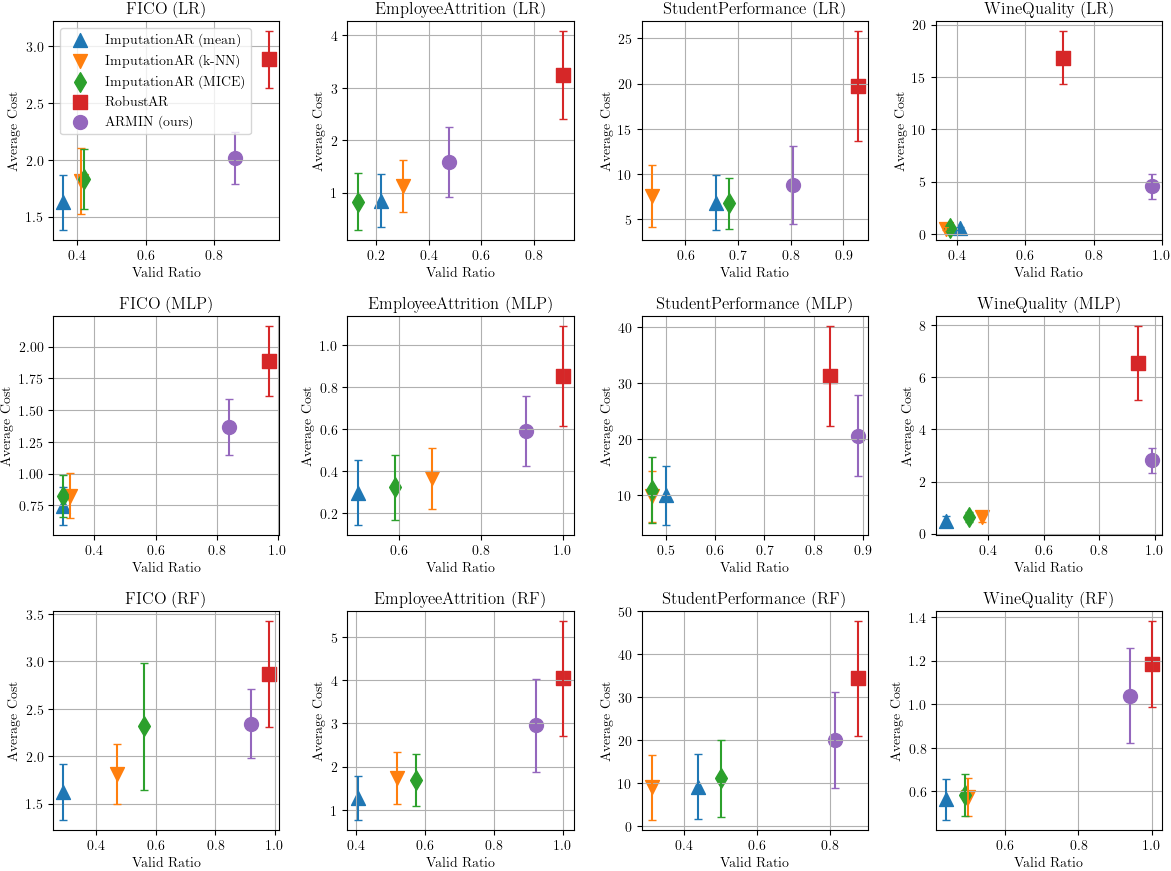 FICO (LR)
3.0
2.5
2.0
1.5
Average Cost
ImputationAR (mean)
ImputationAR (k-NN)
ImputationAR (MICE)
RobustAR
ARMIN (ours)
0.4 0.6 0.8
Valid Ratio
EmployeeAttrition (LR)
4
3
2
1
Average Cost
0.2 0.4 0.6 0.8
Valid Ratio
StudentPerformance (LR)
25
20
15
10
5
Average Cost
0.6 0.7 0.8 0.9
Valid Ratio
WineQuality (LR)
20
15
10
5
0
Average Cost
0.4 0.6 0.8 1.0
Valid Ratio
FICO (MLP)
2.00
1.75
1.50
1.25
1.00
0.75
Average Cost
0.4 0.6 0.8 1.0
Valid Ratio
EmployeeAttrition (MLP)
1.0
0.8
0.6
0.4
0.2
Average Cost
0.6 0.8 1.0
Valid Ratio
StudentPerformance (MLP)
40
30
20
10
Average Cost
0.5 0.6 0.7 0.8 0.9
Valid Ratio
WineQuality (MLP)
8
6
4
2
0
Average Cost
0.4 0.6 0.8 1.0
Valid Ratio
FICO (RF)
3.5
3.0
2.5
2.0
1.5
Average Cost
0.4 0.6 0.8 1.0
Valid Ratio
EmployeeAttrition (RF)
5
4
3
2
1
Average Cost
0.4 0.6 0.8 1.0
Valid Ratio
StudentPerformance (RF)
50
40
30
20
10
0
Average Cost
0.4 0.6 0.8
Valid Ratio
WineQuality (RF)
1.4
1.2
1.0
0.8
0.6
Average Cost
0.6 0.8 1.0
Valid Ratio